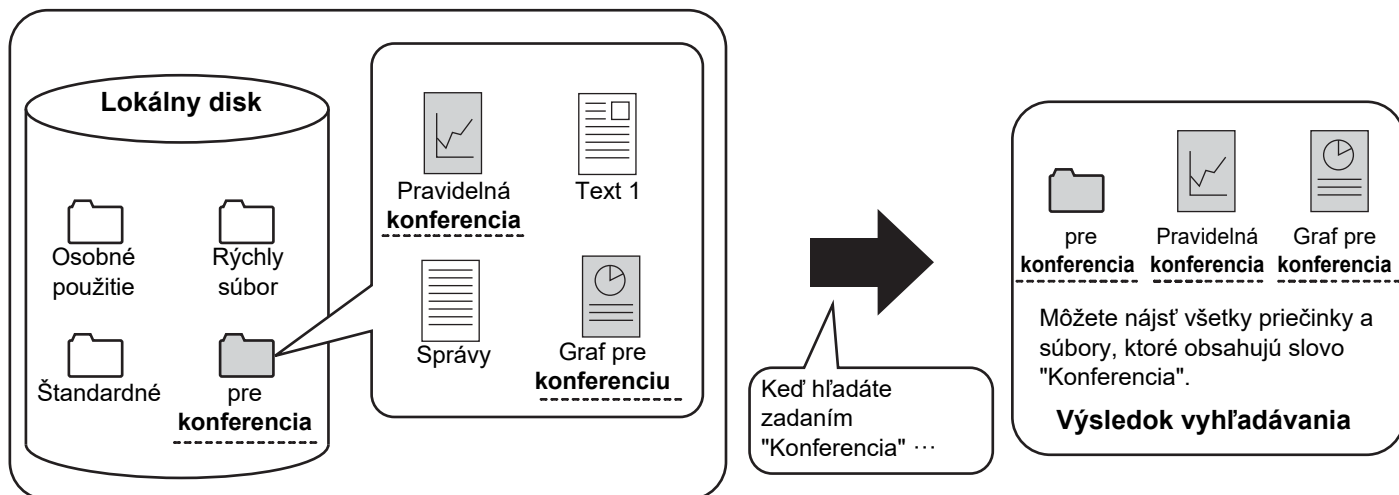 Lokálny disk
Osobné
použitie
Rýchly
súbor
Štandardné
pre
konferencia
Pravidelná
konferencia
Text 1
Správy
Graf pre
konferenciu
Keď hľadáte
zadaním
"Konferencia" ···
pre
konferencia
Pravidelná
konferencia
Graf pre
konferencia
Môžete nájsť všetky priečinky a
súbory, ktoré obsahujú slovo
"Konferencia".
Výsledok vyhľadávania